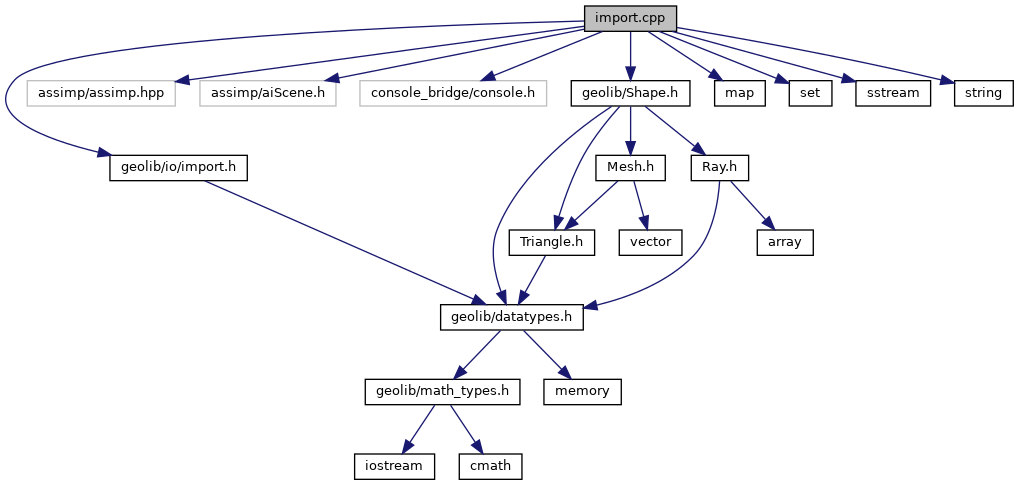 import.cpp
assimp/assimp.hpp
assimp/aiScene.h
console_bridge/console.h
geolib/Shape.h
map
set
sstream
string
geolib/io/import.h
Mesh.h
Ray.h
Triangle.h
vector
array
geolib/datatypes.h
geolib/math_types.h
memory
iostream
cmath